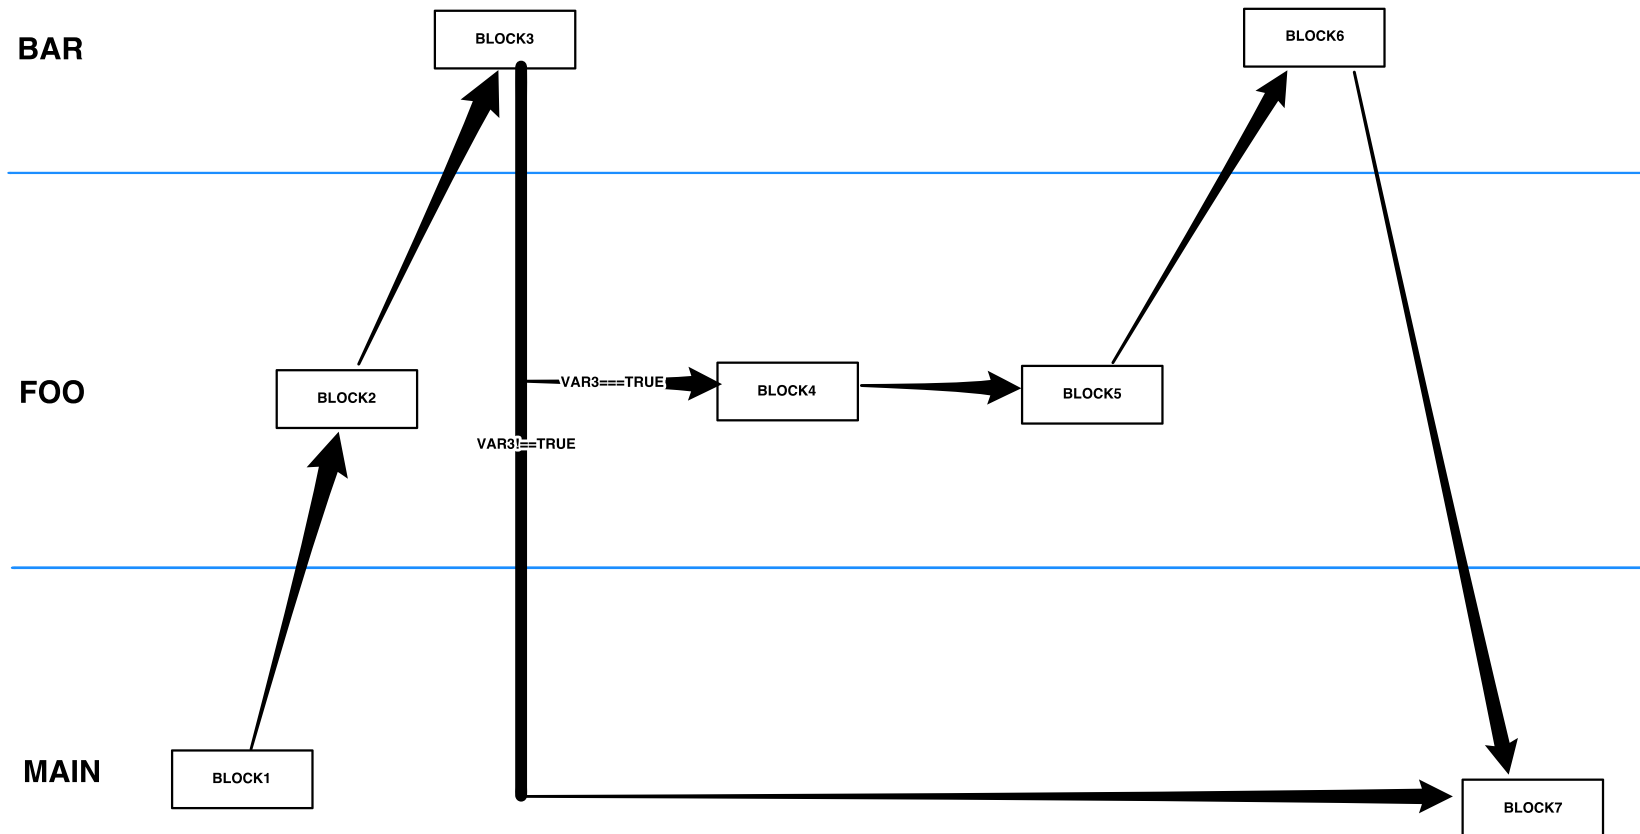 BAR
BLOCK3
BLOCK6
FOO
BLOCK2
VAR3===TRUE
BLOCK4
BLOCK5
VAR3!==TRUE
MAIN
BLOCK1
BLOCK7